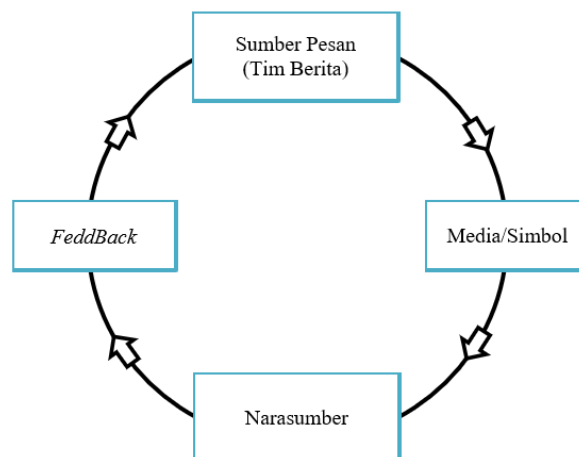 Sumber Pesan
(Tim Berita)
Media/Simbol
Narasumber
FeddBack